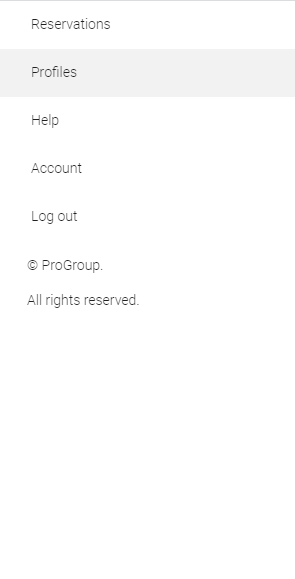 Reservations
Profiles
Help
Account
Log out
© ProGroup.
All rights reserved.